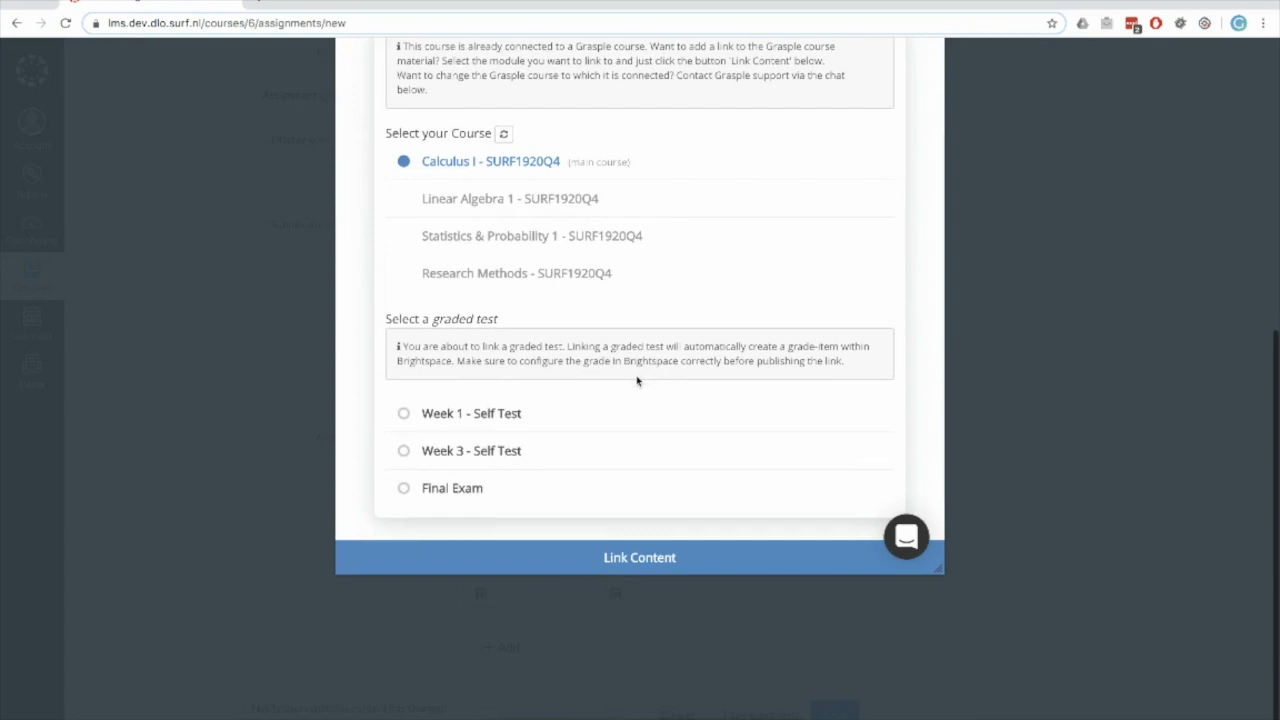 lms.dev.dlo.surf.nl/courses/6/assignments/new
2
This course is already connected to a Grasple course. Want to add a link to the Grasple course
material? Select the module you want to link to and just click the button 'Link Content' below.
Want to change the Grasple course to which it is connected? Contact Grasple support via the chat
below.
Select your Course
Calculus I - SURF1920Q4 (main course)
Linear Algebra 1 - SURF1920Q4
Statistics & Probability 1 - SURF1920Q4
Research Methods - SURF1920Q4
Select a graded test
You are about to link a graded test. Linking a graded test will automatically create a grade-item within
Brightspace. Make sure to configure the grade in Brightspace correctly before publishing the link.
Week 1 - Self Test
Week 3 - Self Test
Final Exam
Link Content
+ Add